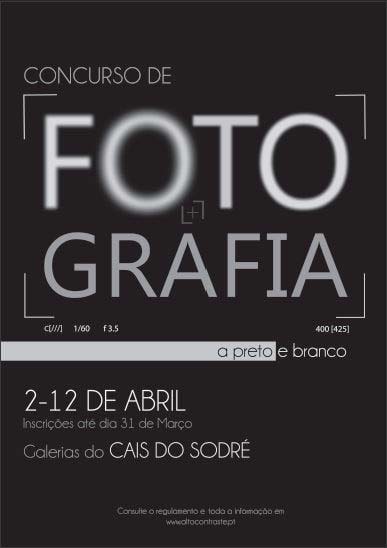 CONCURSO DE
FOTO
GRAFIA
C[///] 1/60 f 3.5 400 [425]
a preto e branco
2-12 DE ABRIL
Inscrições até dia 31 de Março
Galerias do CAIS DO SODRÉ
Consulte o regulamento e toda a informação em
www.altocontraste.pt